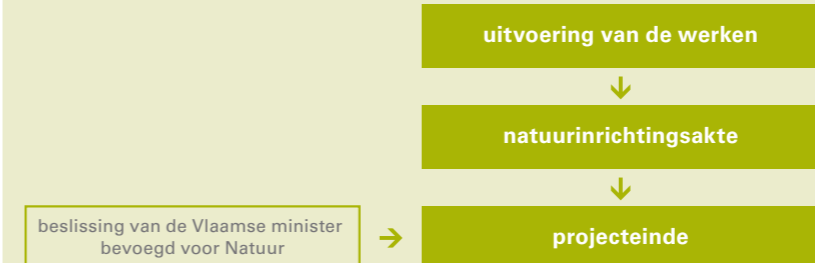 uitvoering van de werken
natuurinrichtingsakte
beslissing van de Vlaamse minister
bevoegd voor Natuur
projecteinde